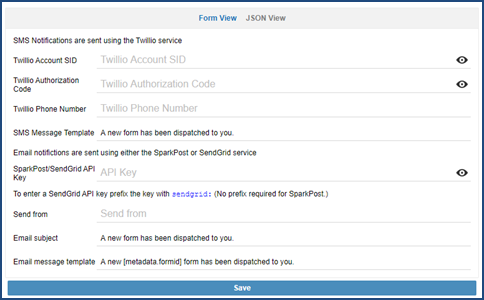 Form View JSON View
SMS Notifications are sent using the Twillio service
Twillio Account SID Twillio Account SID
Twillio Authorization Code Twillio Authorization Code
Twillio Phone Number Twillio Phone Number
SMS Message Template A new form has been dispatched to you.
Email notifictions are sent using either the SparkPost or SendGrid service
SparkPost/SendGrid API Key API Key
To enter a SendGrid API key prefix the key with sendgrid: (No prefix required for SparkPost.)
Send from Send from
Email subject A new form has been dispatched to you.
Email message template A new [metadata.formid] form has been dispatched to you.
Save